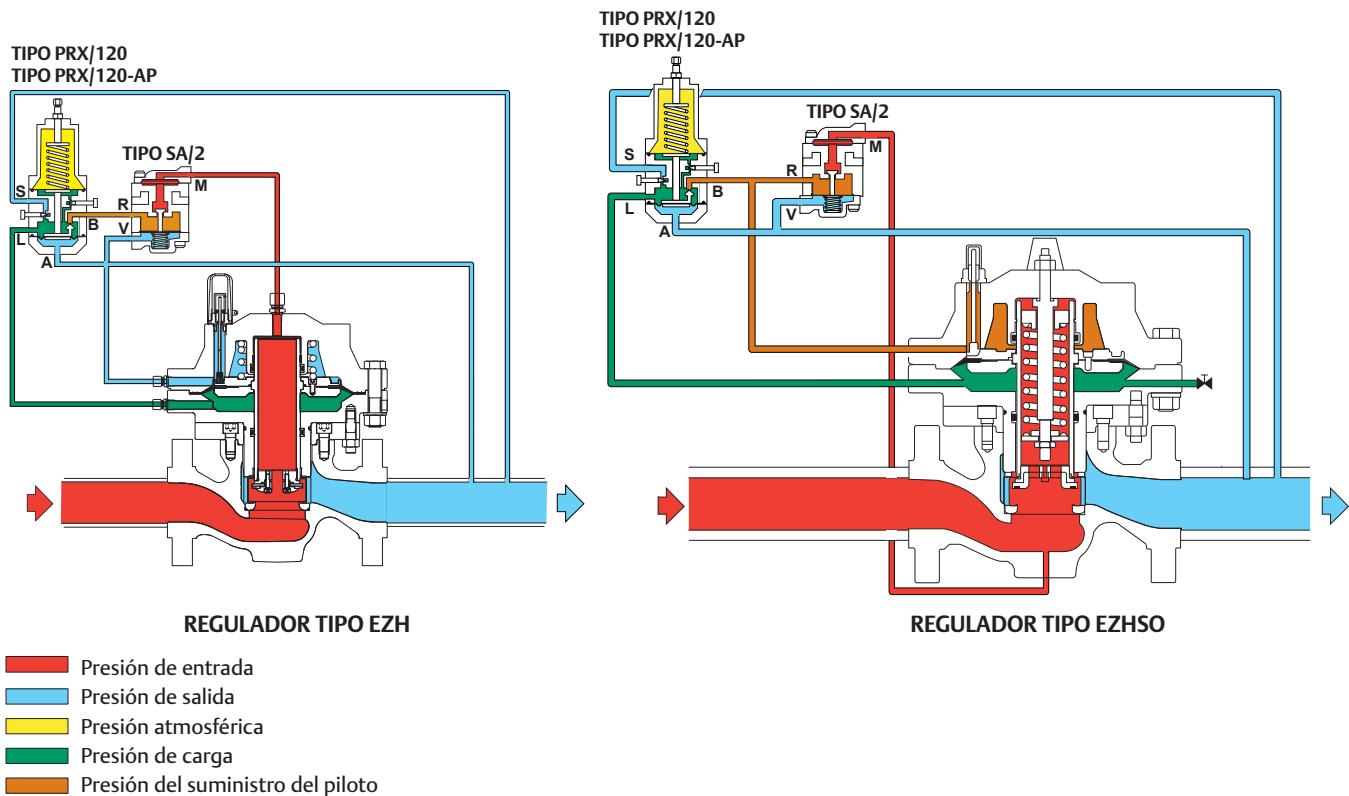 TIPO PRX/120
TIPO PRX/120-AP
TIPO SA/2
S
R
M
B
L
V
A
REGULADOR TIPO EZH
TIPO PRX/120
TIPO PRX/120-AP
TIPO SA/2
S
R
M
B
L
V
A
REGULADOR TIPO EZHSO
Presión de entrada
Presión de salida
Presión atmosférica
Presión de carga
Presión del suministro del piloto